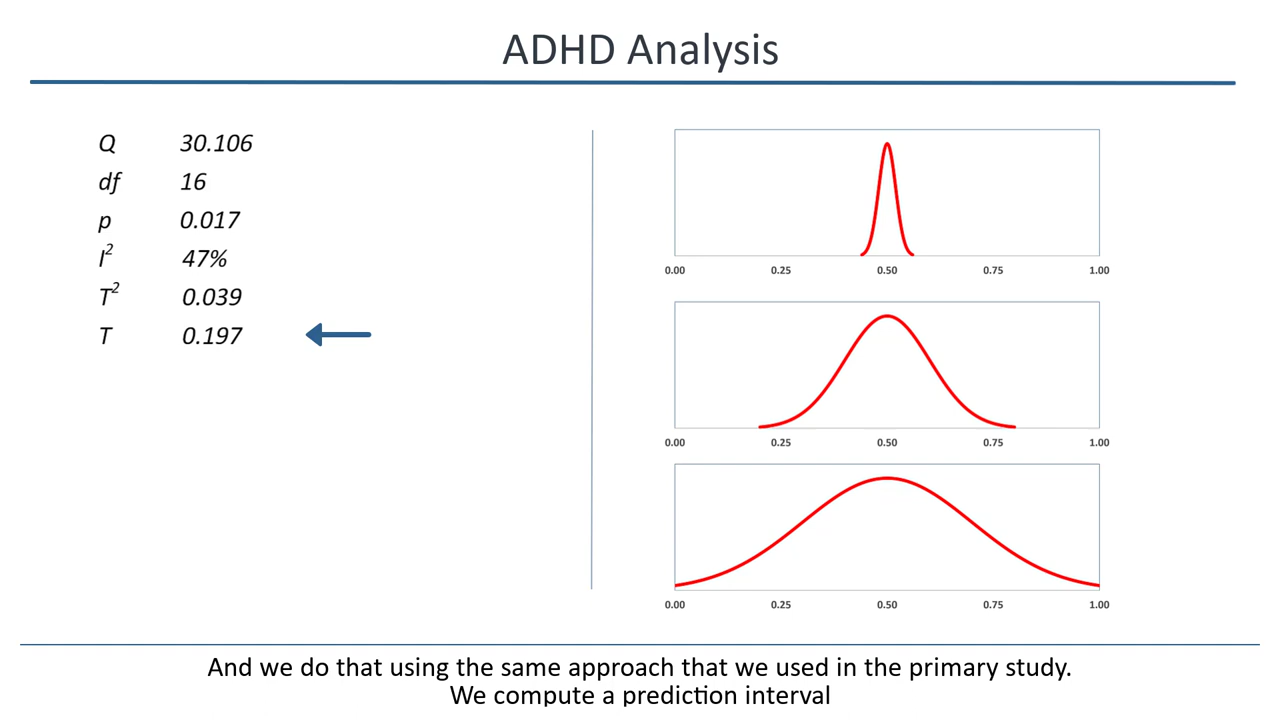 ADHD Analysis
Q 30.106
df 16
p 0.017
I² 47%
T² 0.039
T 0.197
0.00 0.25 0.50 0.75 1.00
0.00 0.25 0.50 0.75 1.00
0.00 0.25 0.50 0.75 1.00
And we do that using the same approach that we used in the primary study.
We compute a prediction interval